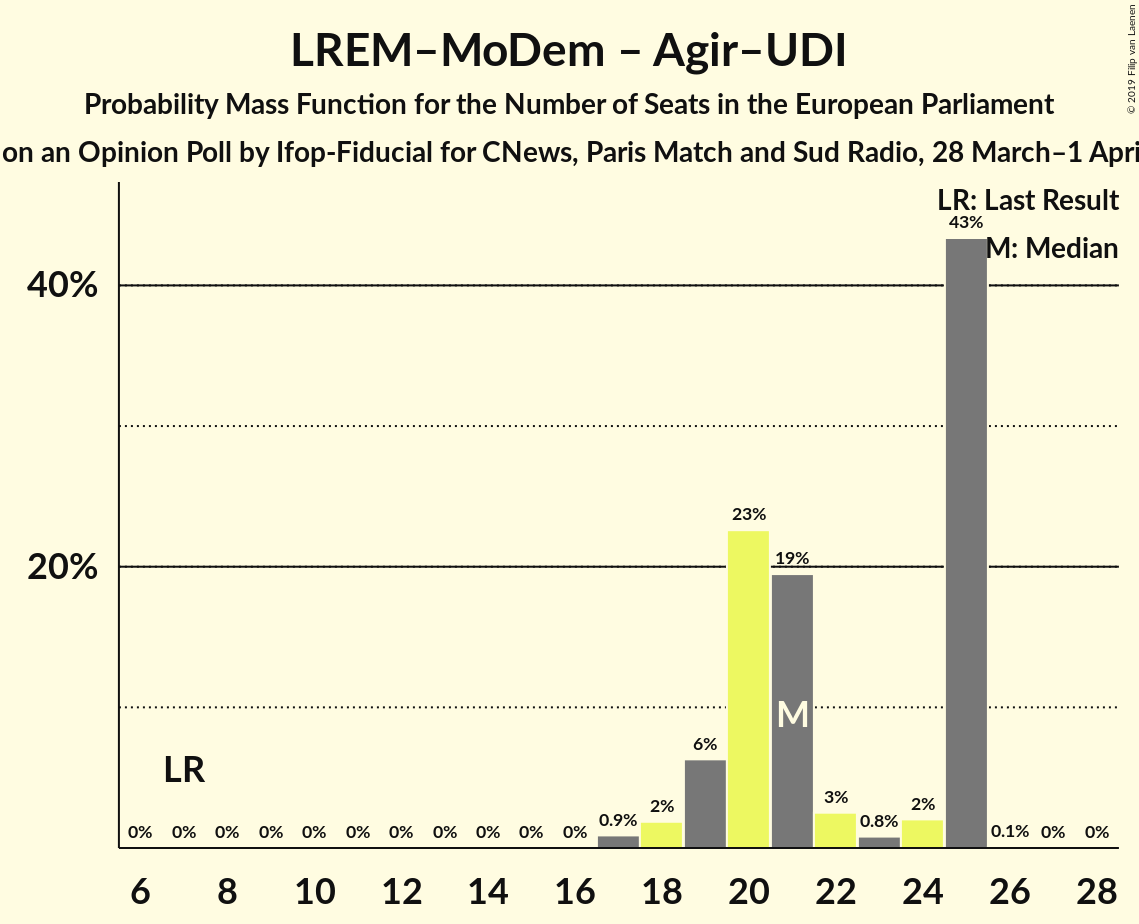 LREM–MoDem – Agir–UDI
Probability Mass Function for the Number of Seats in the European Parliament
on an Opinion Poll by Ifop-Fiducial for CNews, Paris Match and Sud Radio, 28 March–1 Apri
© 2019 Filip van Laenen
LR: Last Result
M: Median
40%
20%
43%
23%
19%
M
6%
LR
0% 0% 0% 0% 0% 0% 0% 0% 0% 0% 0% 0.9% 2% 3% 0.8% 2% 0.1% 0% 0%
6 8 10 12 14 16 18 20 22 24 26 28